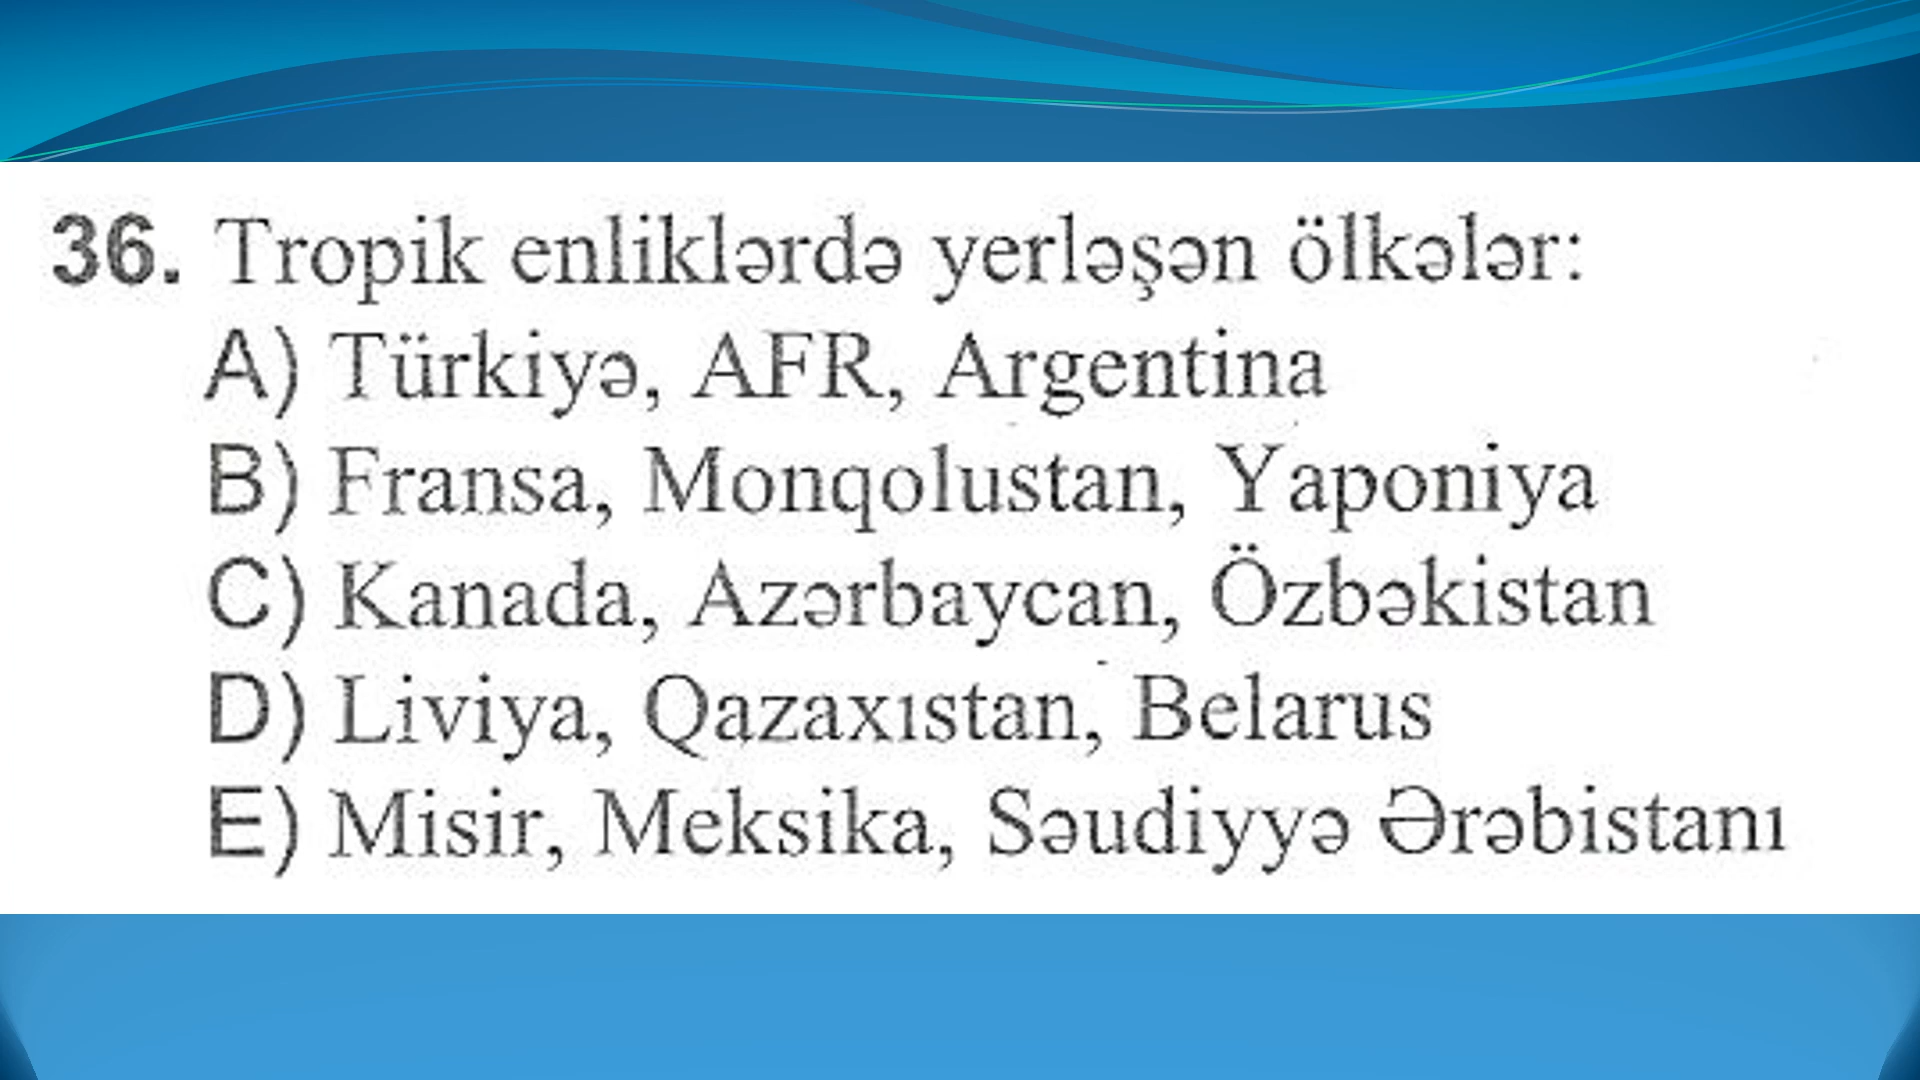 36. Tropik enliklərdə yerləşən ölkələr:
A) Türkiyə, AFR, Argentina
B) Fransa, Monqolustan, Yaponiya
C) Kanada, Azərbaycan, Özbəkistan
D) Liviya, Qazaxıstan, Belarus
E) Misir, Meksika, Səudiyyə Ərəbistanı